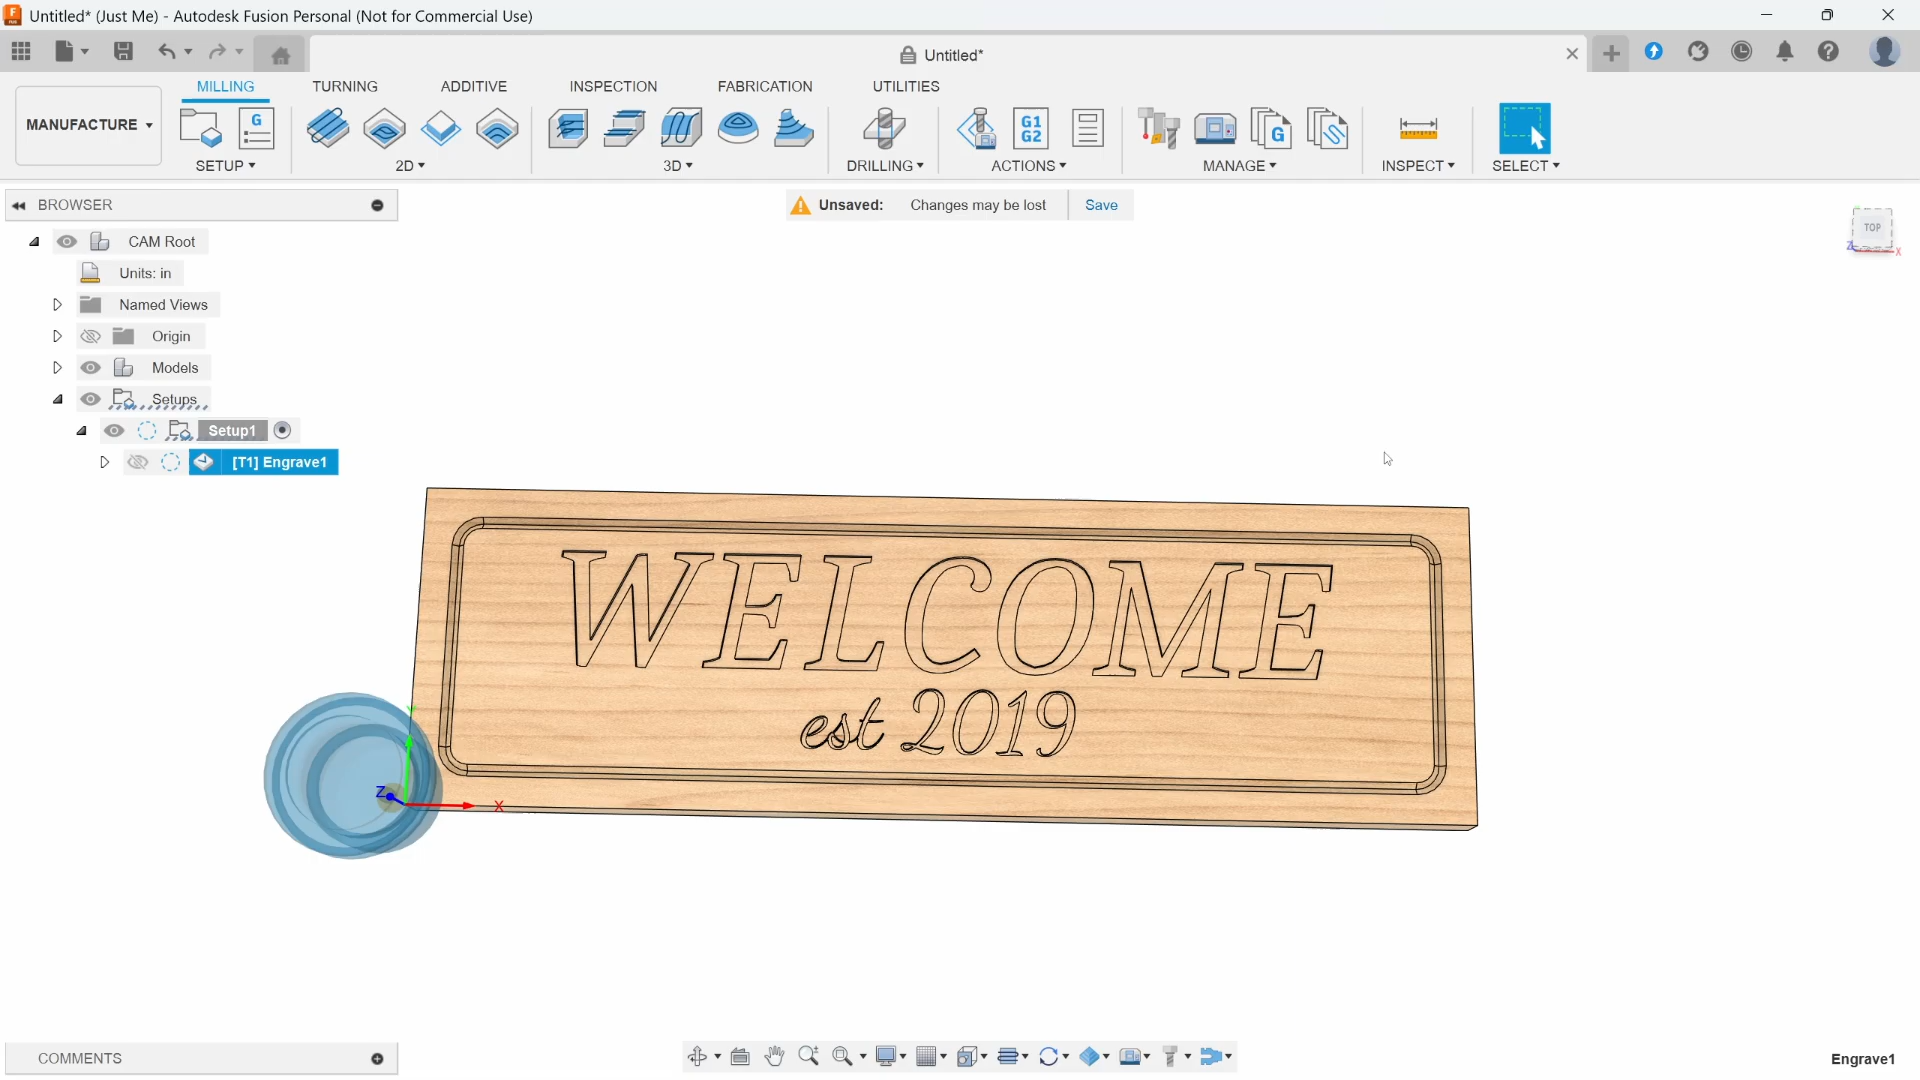 Untitled* (Just Me) - Autodesk Fusion Personal (Not for Commercial Use)
Untitled*
MILLING TURNING ADDITIVE INSPECTION FABRICATION UTILITIES
MANUFACTURE
G G1 G2 G
SETUP 2D 3D DRILLING ACTIONS MANAGE INSPECT SELECT
BROWSER
Unsaved: Changes may be lost Save
TOP
Z X
CAM Root
Units: in
Named Views
Origin
Models
Setups
Setup1
[T1] Engrave1
WELCOME
est 2019
Y
Z
X
COMMENTS
Engrave1